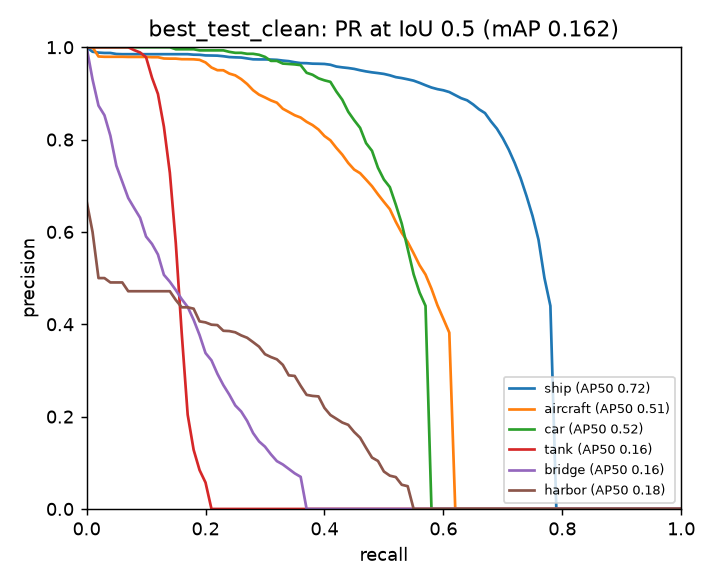 best_test_clean: PR at IoU 0.5 (mAP 0.162)
1.0
0.8
0.6
0.4
0.2
0.0
precision
ship (AP50 0.72)
aircraft (AP50 0.51)
car (AP50 0.52)
tank (AP50 0.16)
bridge (AP50 0.16)
harbor (AP50 0.18)
0.0 0.2 0.4 0.6 0.8 1.0
recall